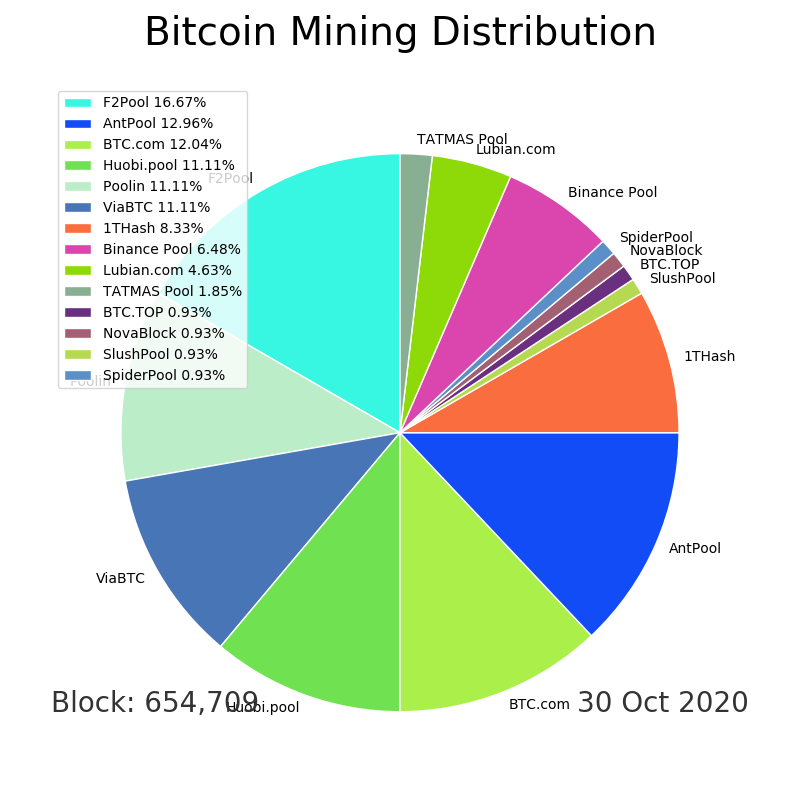 Bitcoin Mining Distribution
F2Pool 16.67%
AntPool 12.96%
BTC.com 12.04%
Huobi.pool 11.11%
Poolin 11.11%
ViaBTC 11.11%
1THash 8.33%
Binance Pool 6.48%
Lubian.com 4.63%
TATMAS Pool 1.85%
BTC.TOP 0.93%
NovaBlock 0.93%
SlushPool 0.93%
SpiderPool 0.93%
TATMAS Pool
Lubian.com
F2Pool
Binance Pool
SpiderPool
NovaBlock
BTC.TOP
SlushPool
1THash
Poolin
AntPool
ViaBTC
Block: 654,709
Huobi.pool
BTC.com
30 Oct 2020